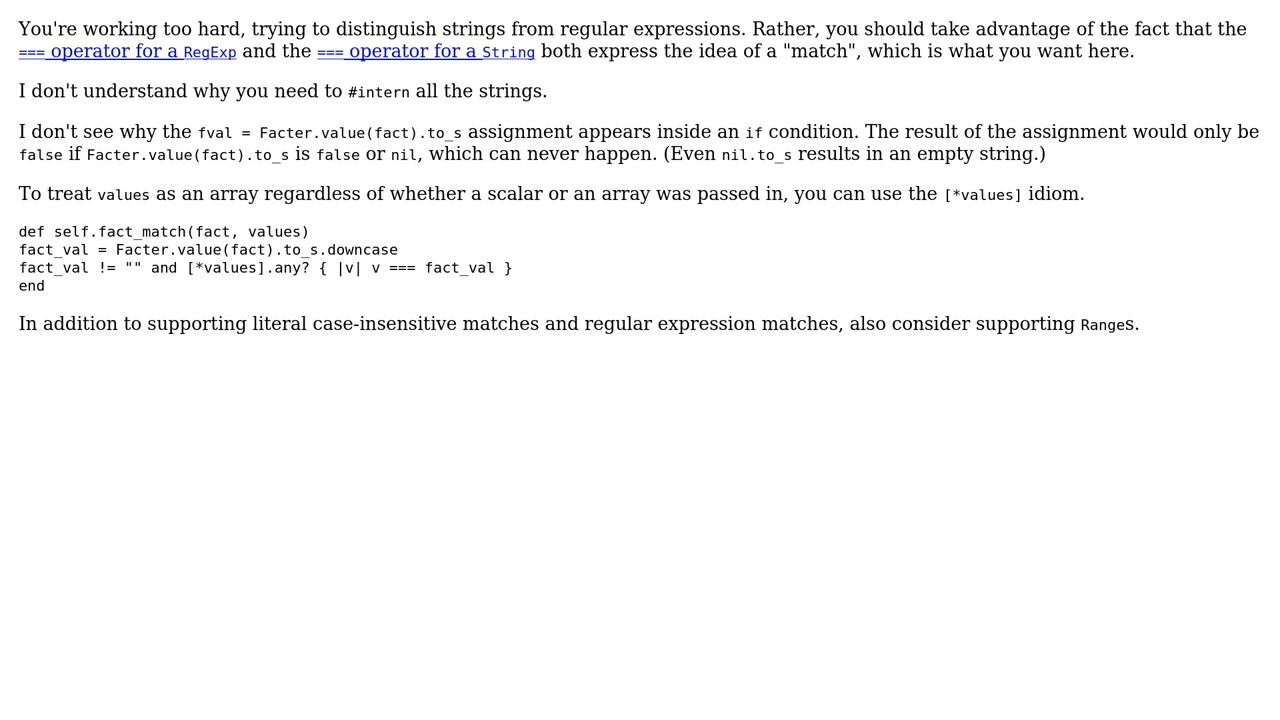 You're working too hard, trying to distinguish strings from regular expressions. Rather, you should take advantage of the fact that the
=== operator for a RegExp and the === operator for a String both express the idea of a "match", which is what you want here.
I don't understand why you need to #intern all the strings.
I don't see why the fval = Facter.value(fact).to_s assignment appears inside an if condition. The result of the assignment would only be
false if Facter.value(fact).to_s is false or nil, which can never happen. (Even nil.to_s results in an empty string.)
To treat values as an array regardless of whether a scalar or an array was passed in, you can use the [*values] idiom.
def self.fact_match(fact, values)
fact_val = Facter.value(fact).to_s.downcase
fact_val != "" and [*values].any? { |v| v === fact_val }
end
In addition to supporting literal case-insensitive matches and regular expression matches, also consider supporting Ranges.